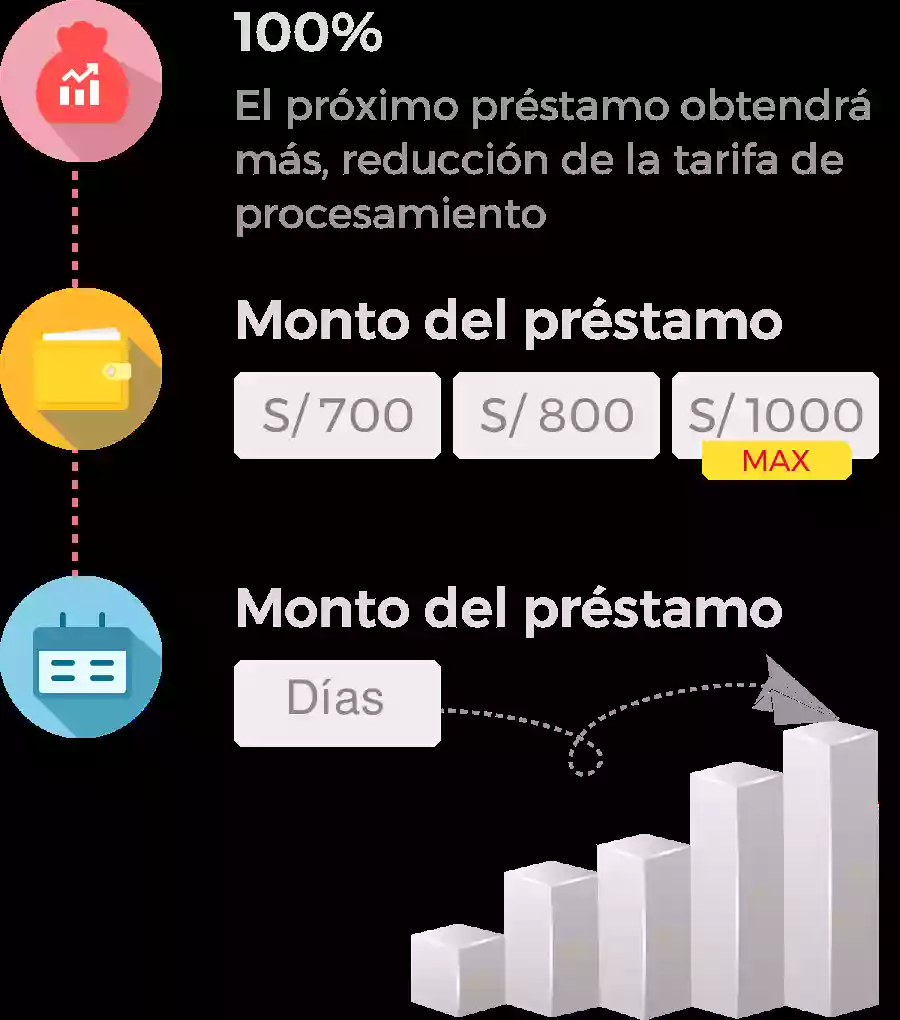 100%
El próximo préstamo obtendrá
más, reducción de la tarifa de
procesamiento
Monto del préstamo
S/ 700 S/ 800 S/ 1000
MAX
Monto del préstamo
Días